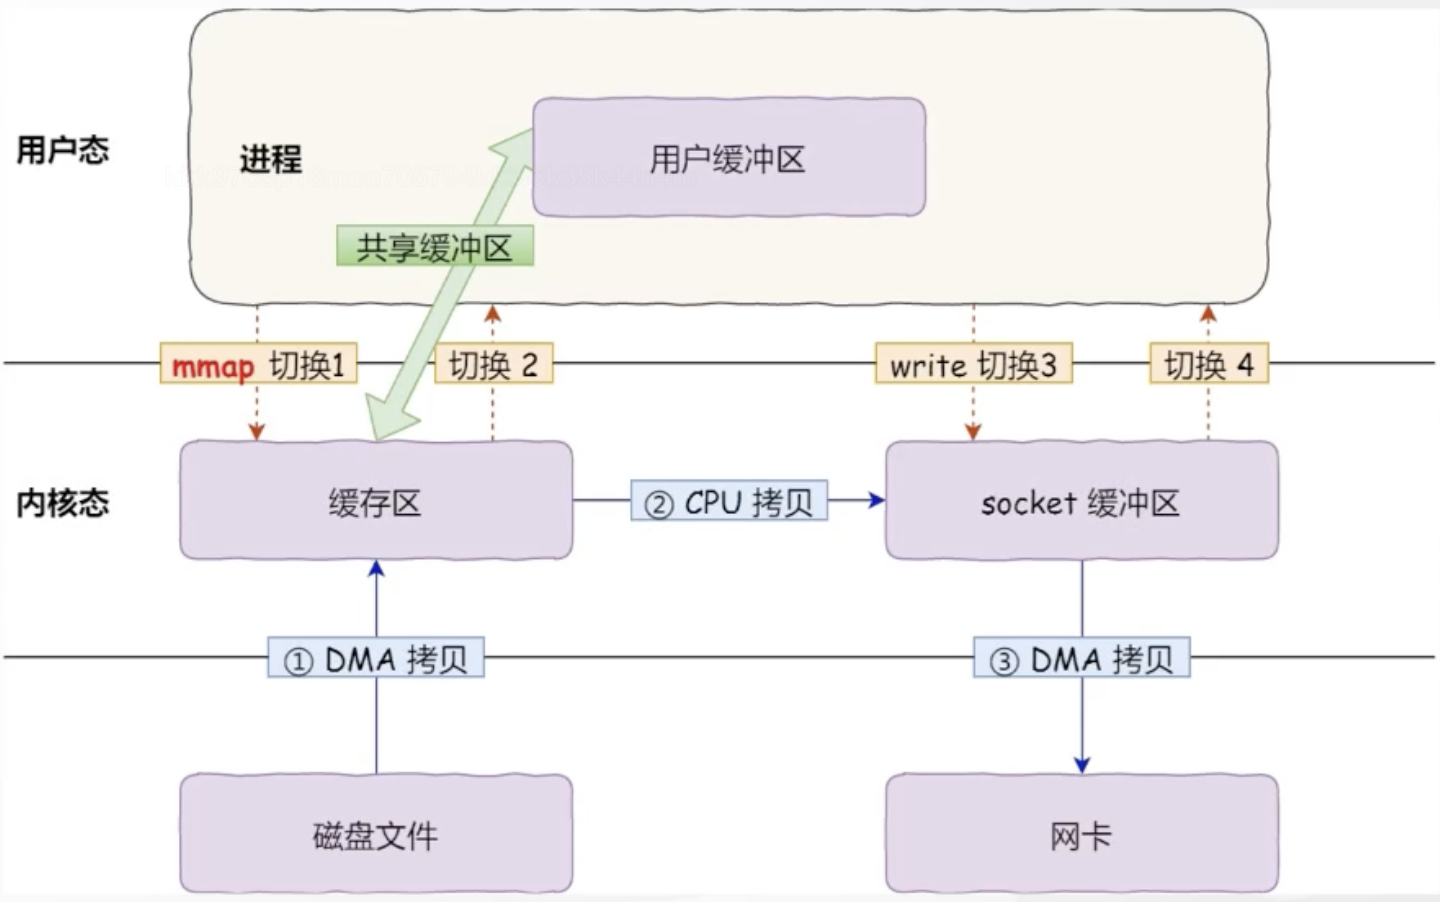 用户态
进程
用户缓冲区
共享缓冲区
mmap 切换1
切换 2
write 切换3
切换 4
内核态
缓存区
② CPU 拷贝
socket 缓冲区
① DMA 拷贝
③ DMA 拷贝
磁盘文件
网卡